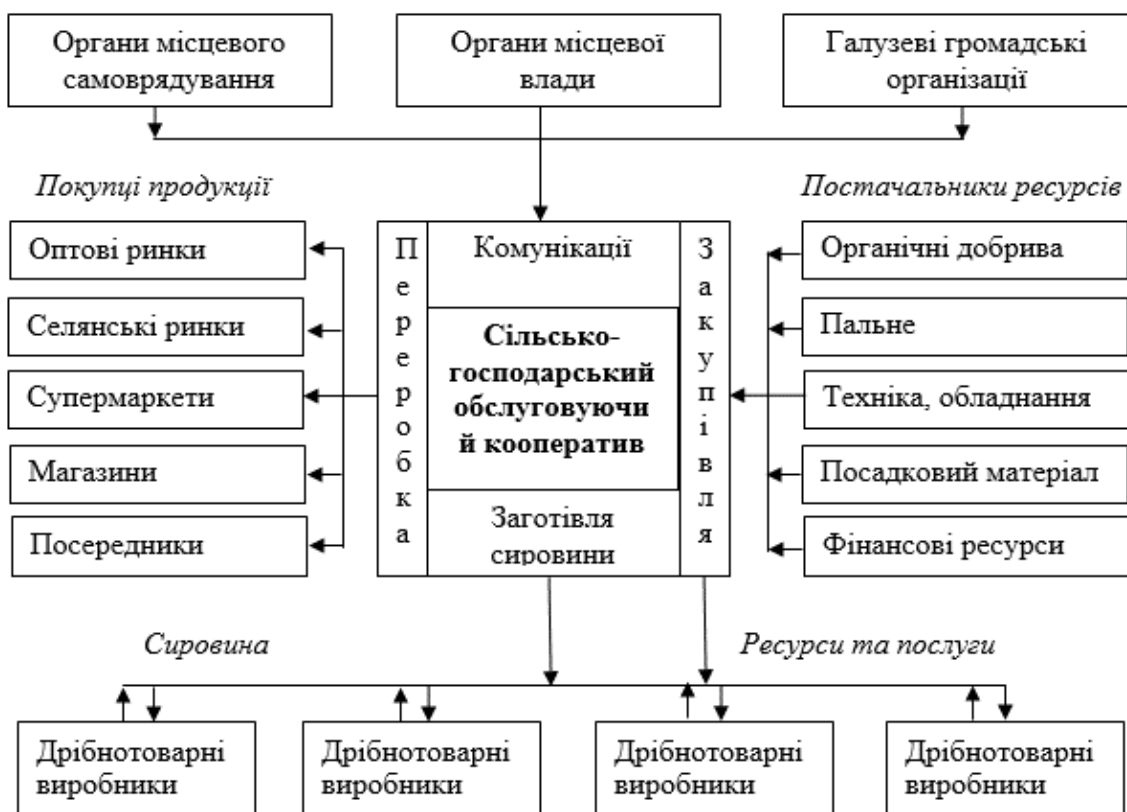 Органи місцевого
самоврядування
Органи місцевої
влади
Галузеві громадські
організації
Покупці продукції
Постачальники ресурсів
Оптові ринки
Селянські ринки
Супермаркети
Магазини
Посередники
Переробка
Комунікації
Сільсько-
господарський
обслуговуючи
й кооператив
Заготівля
сировини
Закупівля
Органічні добрива
Пальне
Техніка, обладнання
Посадковий матеріал
Фінансові ресурси
Сировина
Ресурси та послуги
Дрібнотоварні
виробники
Дрібнотоварні
виробники
Дрібнотоварні
виробники
Дрібнотоварні
виробники